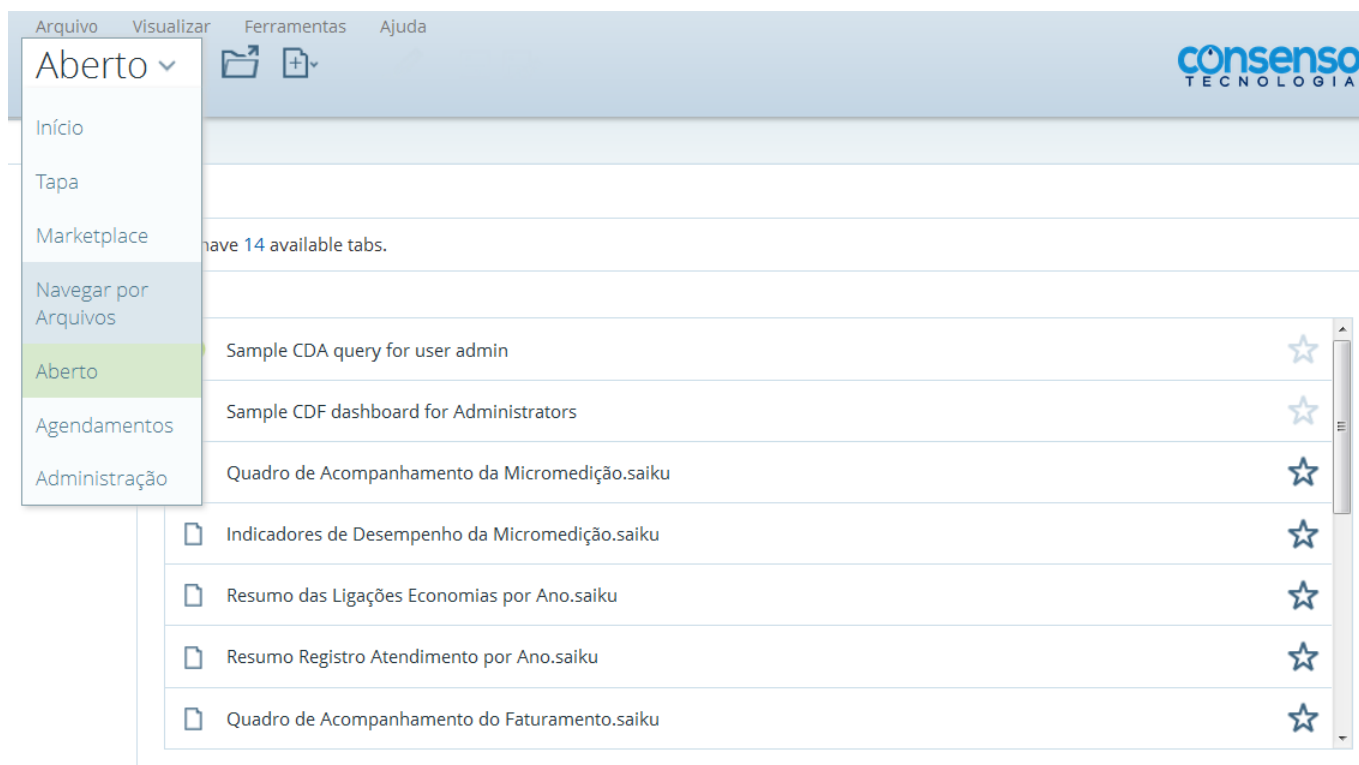 Arquivo Visualizar Ferramentas Ajuda
Aberto
consenso
TECNOLOGIA
Início
Tapa
Marketplace
Navegar por
Arquivos
Aberto
Agendamentos
Administração
have 14 available tabs.
Sample CDA query for user admin
Sample CDF dashboard for Administrators
Quadro de Acompanhamento da Micromedição.saiku
Indicadores de Desempenho da Micromedição.saiku
Resumo das Ligações Economias por Ano.saiku
Resumo Registro Atendimento por Ano.saiku
Quadro de Acompanhamento do Faturamento.saiku